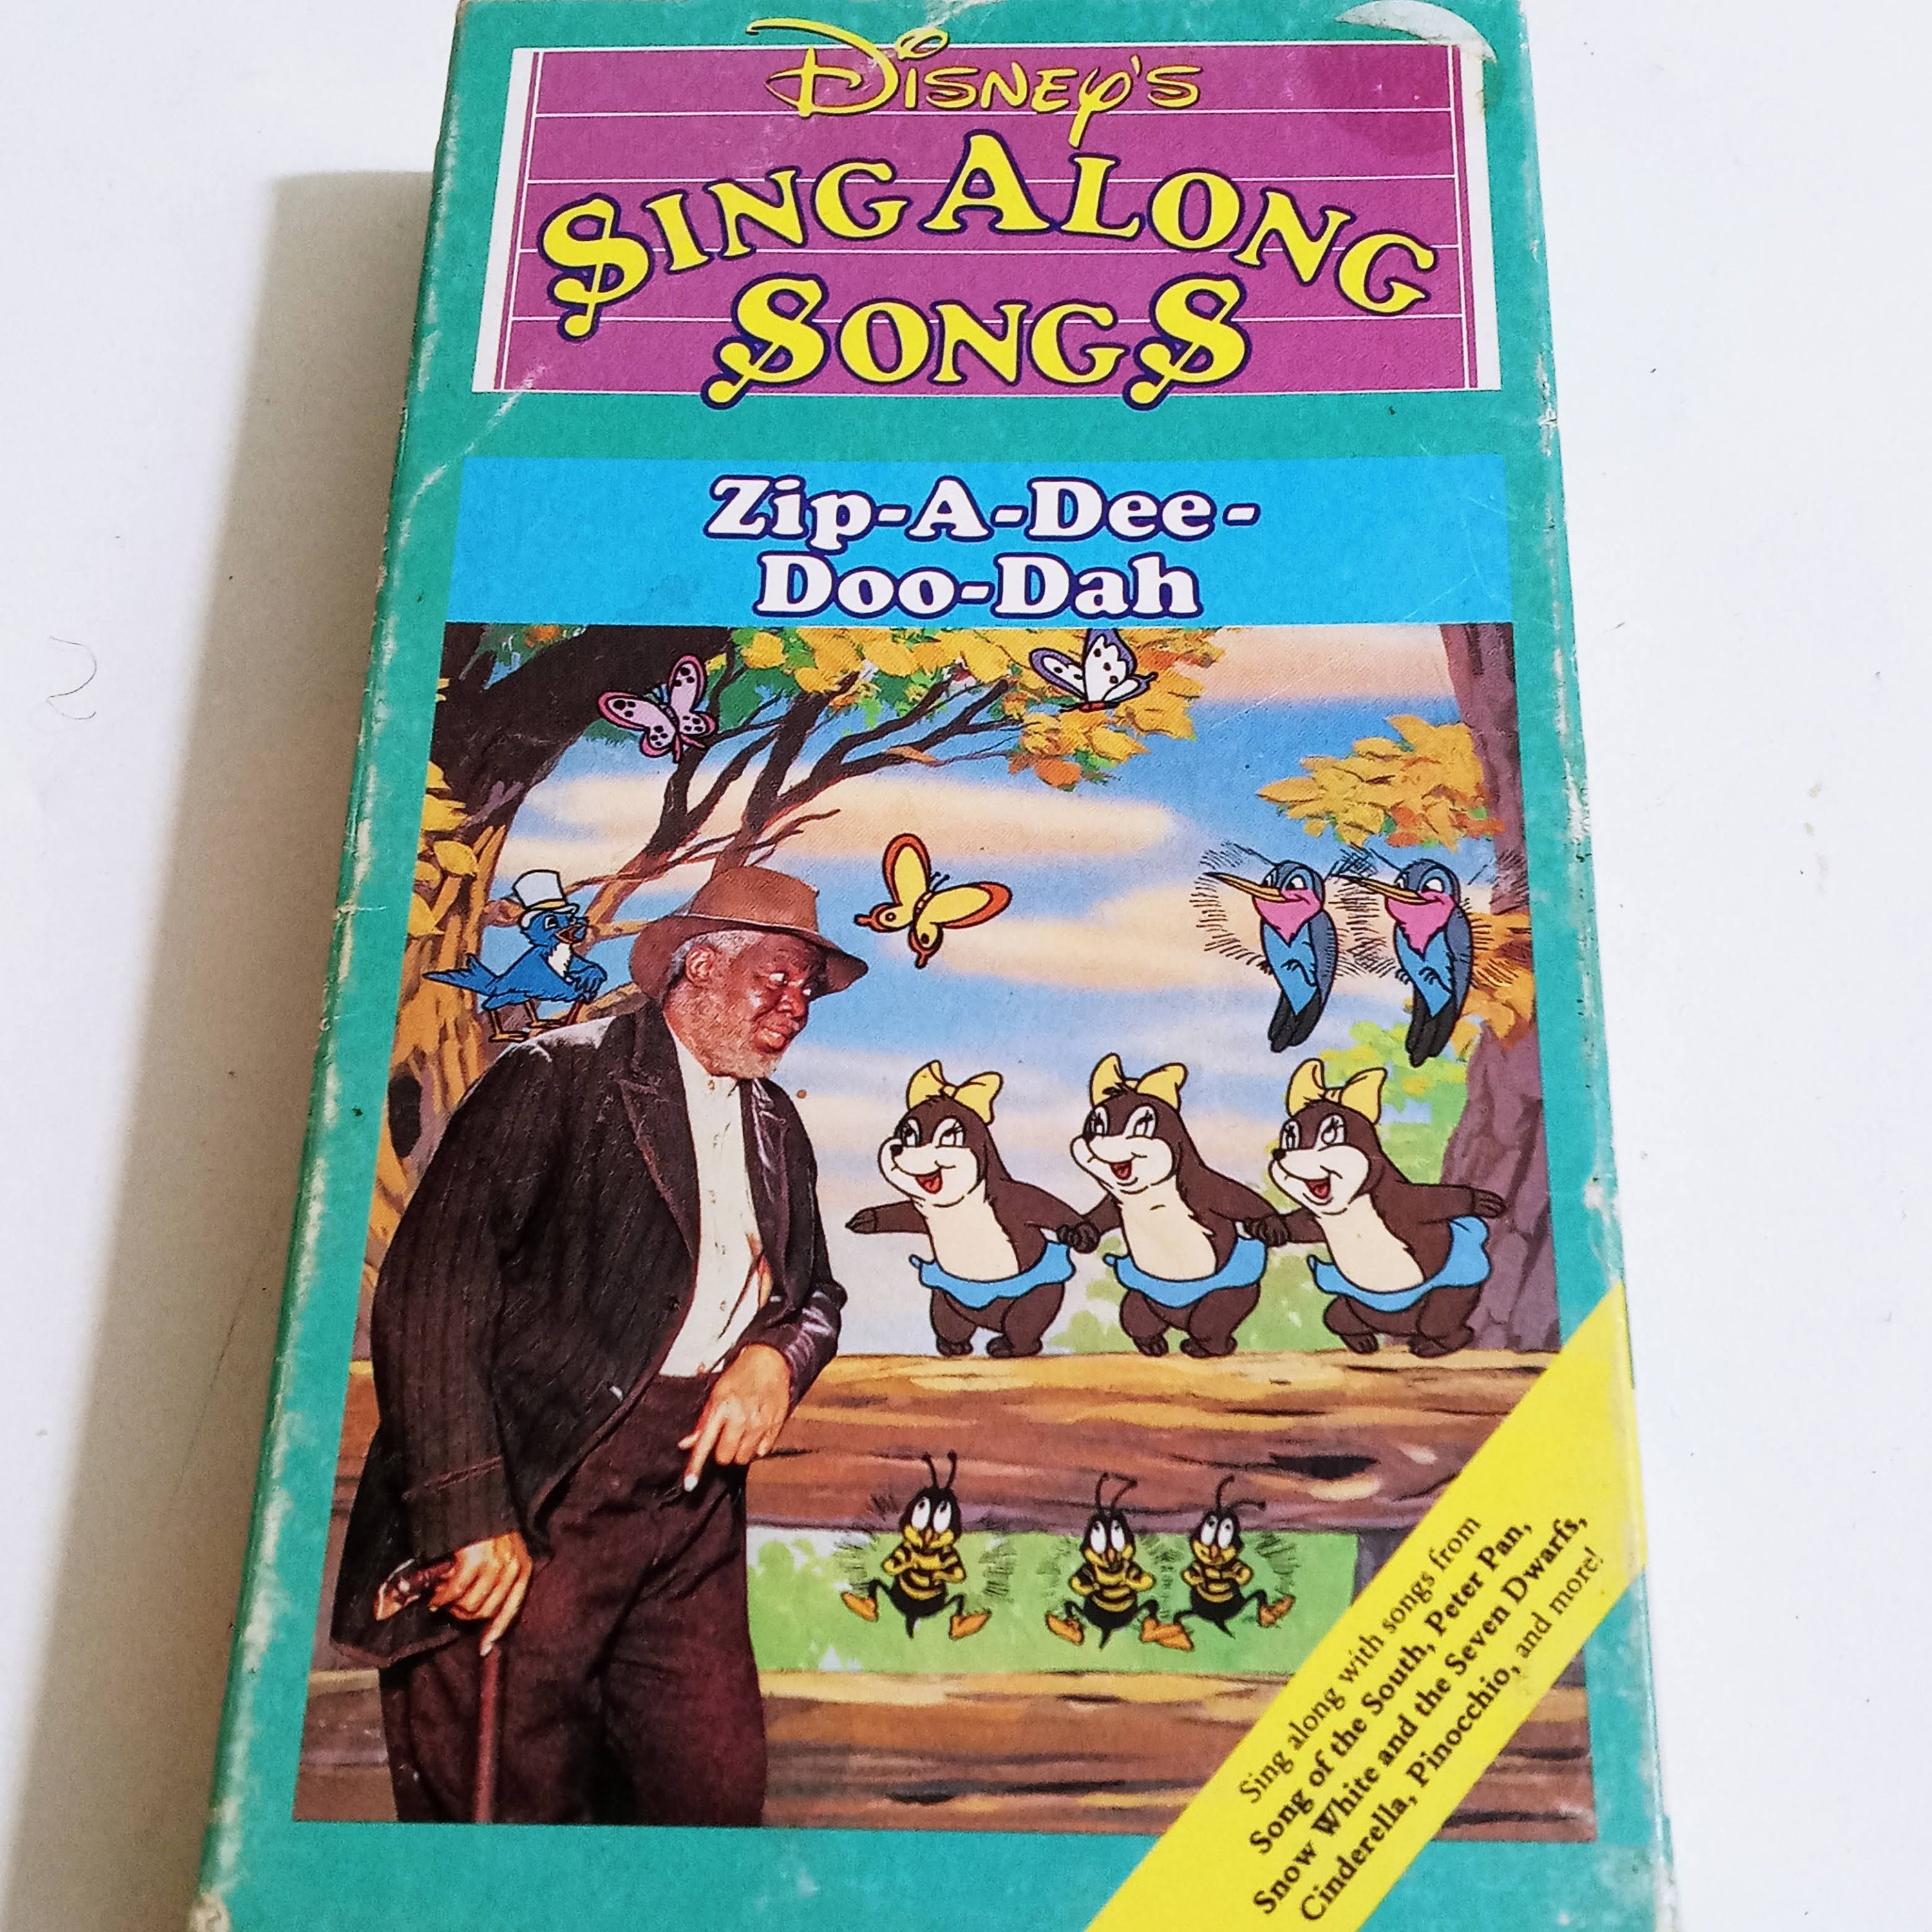 Disney's
Sing Along
Songs
Zip-A-Dee-
Doo-Dah
Sing along with songs from
Song of the South, Peter Pan,
Snow White and the Seven Dwarfs,
Cinderella, Pinocchio, and more!